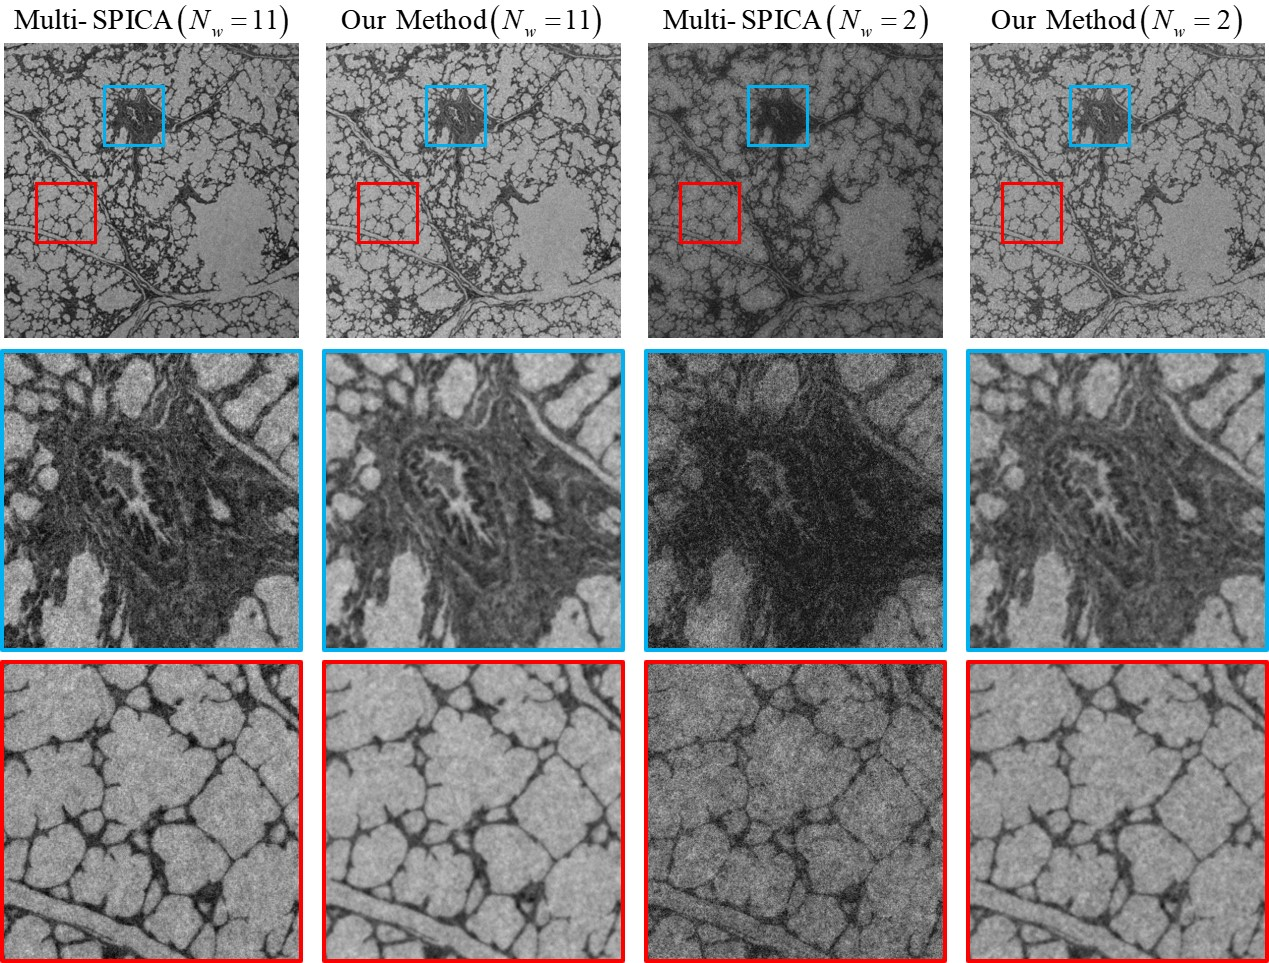 Multi- SPICA (N_w = 11)
Our Method (N_w = 11)
Multi- SPICA (N_w = 2)
Our Method (N_w = 2)